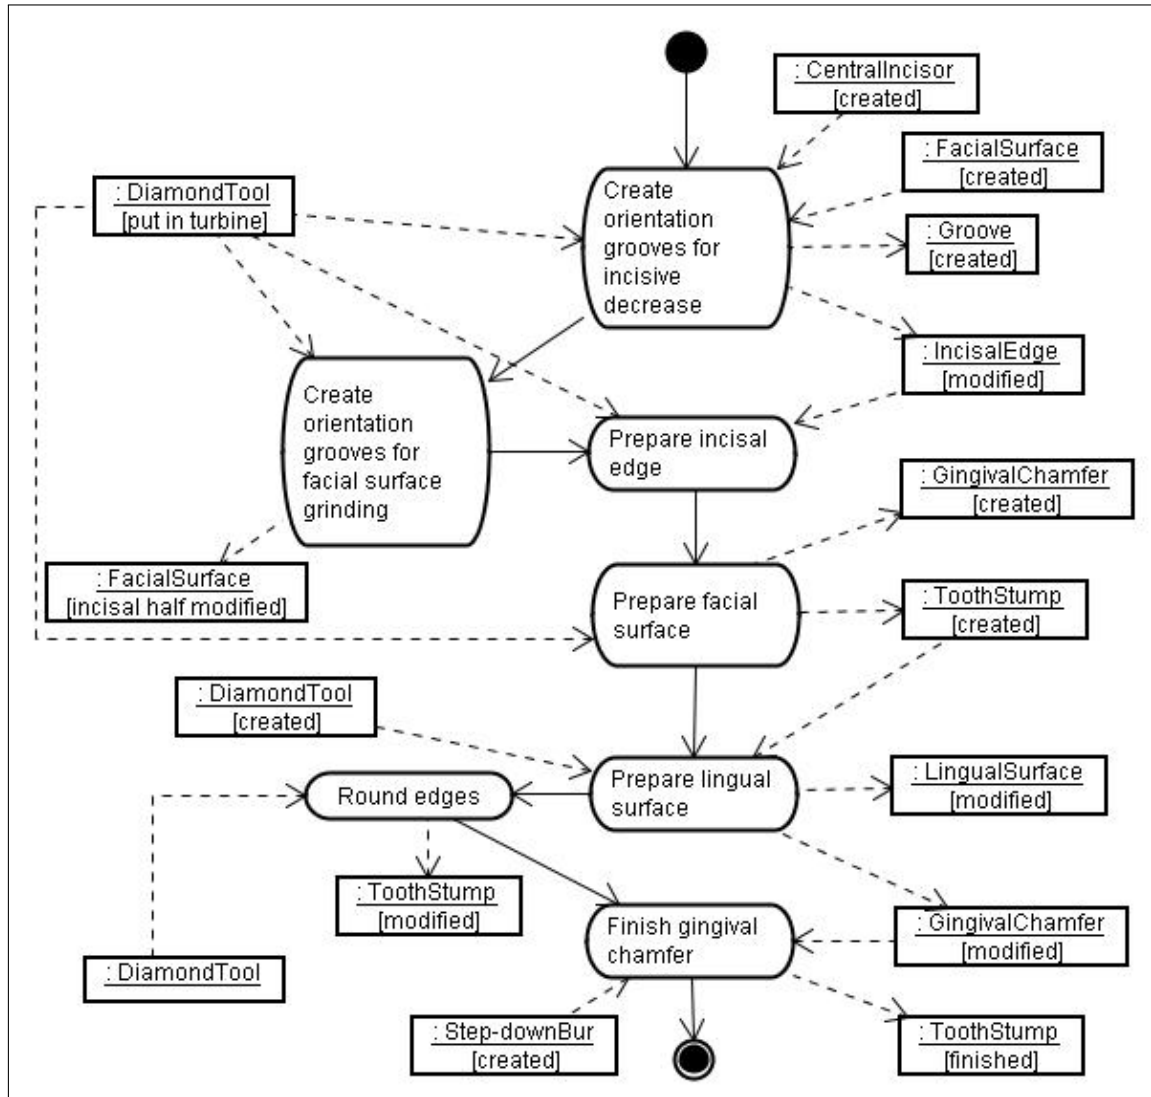 : CentralIncisor
[created]
: FacialSurface
[created]
: DiamondTool
[put in turbine]
Create
orientation
grooves for
incisive
decrease
: Groove
[created]
: IncisalEdge
[modified]
Create
orientation
grooves for
facial surface
grinding
Prepare incisal
edge
: GingivalChamfer
[created]
: FacialSurface
[incisal half modified]
Prepare facial
surface
: ToothStump
[created]
: DiamondTool
[created]
Prepare lingual
surface
: LingualSurface
[modified]
Round edges
: ToothStump
[modified]
Finish gingival
chamfer
: GingivalChamfer
[modified]
: DiamondTool
: Step-downBur
[created]
: ToothStump
[finished]